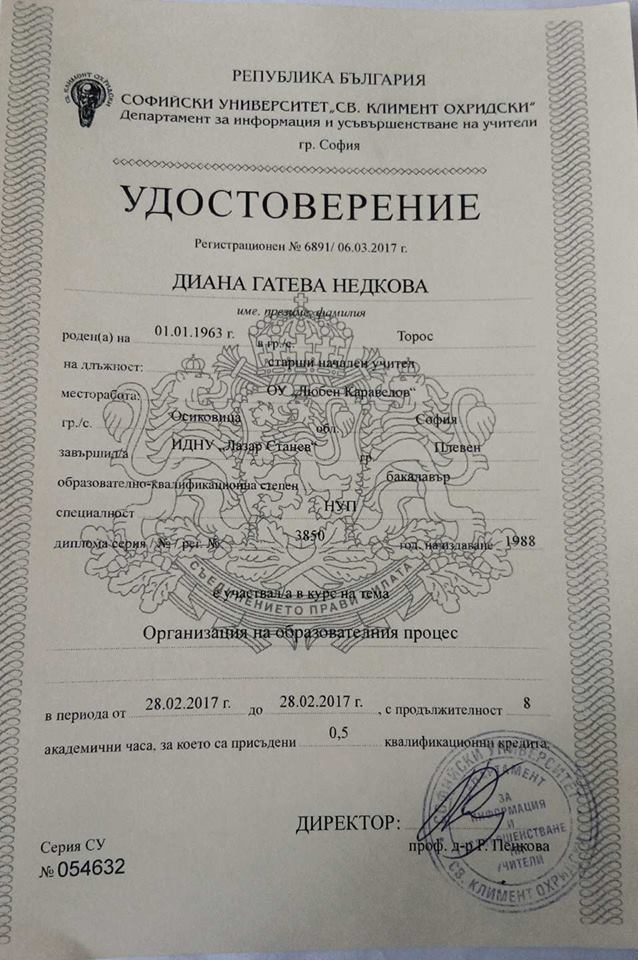 РЕПУБЛИКА БЪЛГАРИЯ
СОФИЙСКИ УНИВЕРСИТЕТ„СВ. КЛИМЕНТ ОХРИДСКИ“
Департамент за информация и усъвършенстване на учители
гр. София
УДОСТОВЕРЕНИЕ
Регистрационен № 6891/ 06.03.2017 г.
ДИАНА ГАТЕВА НЕДКОВА
име. презиме. фамилия
роден(а) на 01.01.1963 г. в гр./с. Торос
на длъжност: старши начален учител
месторабота: ОУ „Любен Каравелов“
гр./с. Осиковица обл. София
завършил/а ИДНУ „Лазар Станев“ гр. Плевен
образователно-квалификационна степен бакалавър
специалност НУП
диплома серия / № / рег. № 3850 год. на издаване 1988
СЪЕДИНЕНИЕТО ПРАВИ СИЛАТА
е участвал/а в курс на тема
Организация на образователния процес
в периода от 28.02.2017 г. до 28.02.2017 г. , с продължителност 8
академични часа, за което са присъдени 0,5 квалификационни кредита.
ДИРЕКТОР:
проф. д-р Р. Пенкова
Серия СУ
№ 054632
ЗА
ИНФОРМАЦИЯ
И
УЧИТЕЛИ
СВ. КЛИМЕНТ